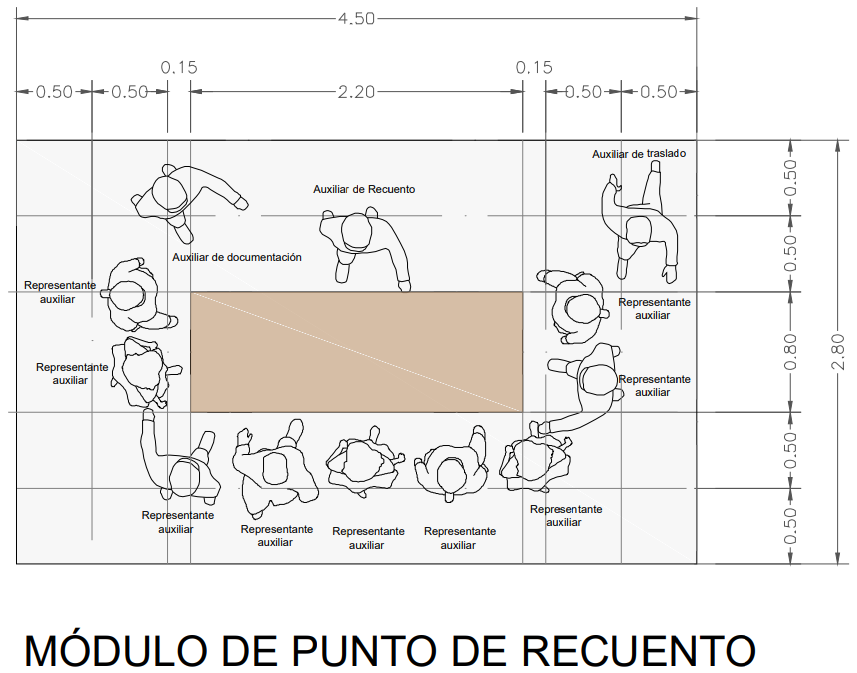 4.50
0.15
0.15
0.50
0.50
2.20
0.50
0.50
Auxiliar de traslado
Auxiliar de Recuento
0.50
Auxiliar de documentación
0.50
Representante
auxiliar
Representante
auxiliar
0.80
2.80
Representante
auxiliar
Representante
auxiliar
0.50
Representante
auxiliar
Representante
auxiliar
Representante
auxiliar
Representante
auxiliar
Representante
auxiliar
0.50
MÓDULO DE PUNTO DE RECUENTO